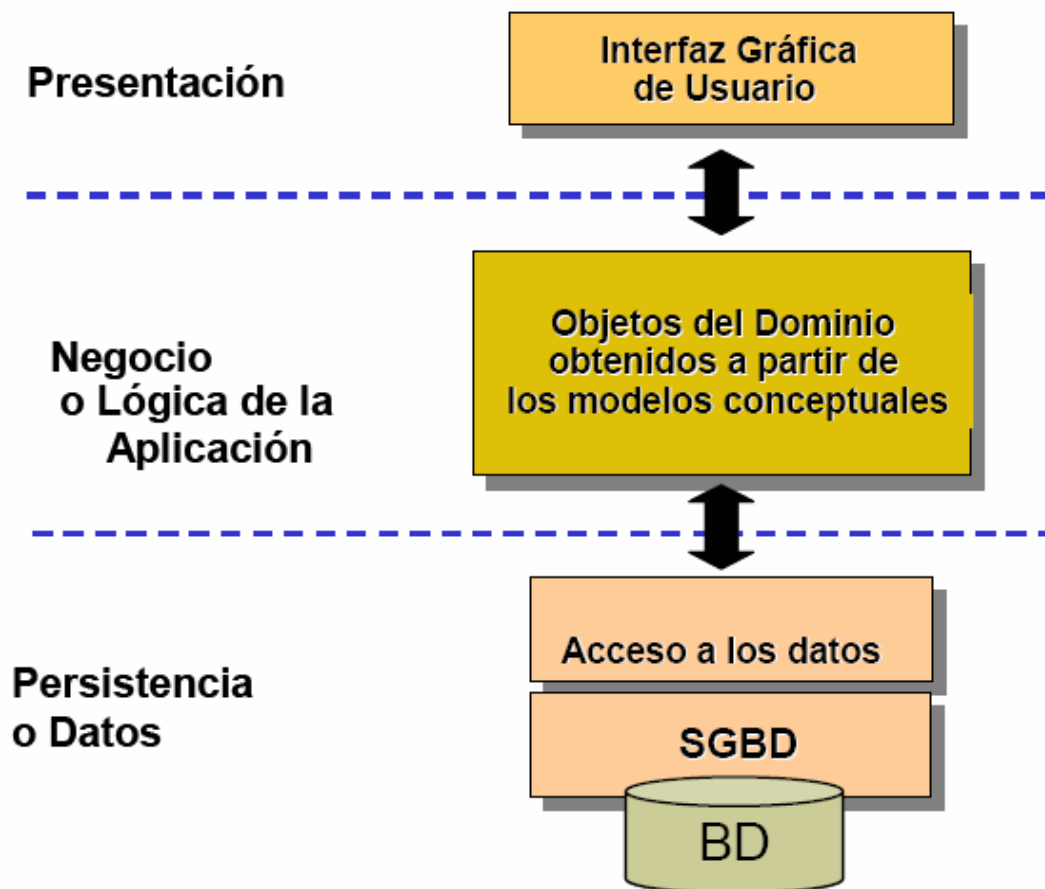 Presentación
Interfaz Gráfica
de Usuario
Negocio
o Lógica de la
Aplicación
Objetos del Dominio
obtenidos a partir de
los modelos conceptuales
Persistencia
o Datos
Acceso a los datos
SGBD
BD